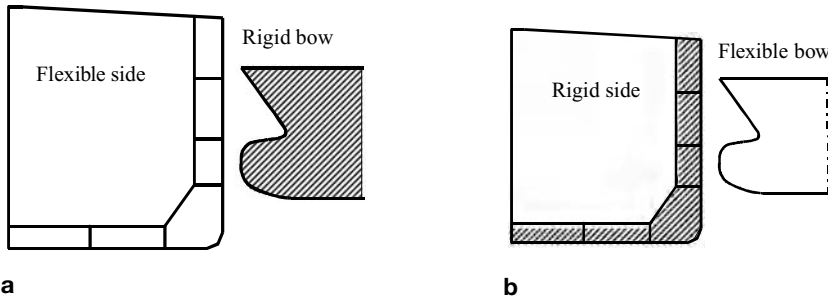 Rigid bow
Flexible side
Flexible bow
Rigid side
a
b